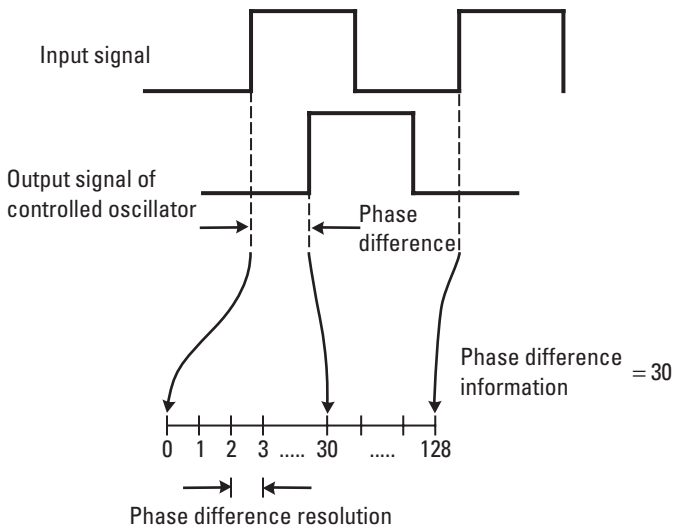 Input signal
Output signal of
controlled oscillator
Phase
difference
Phase difference
information
= 30
0 1 2 3 ..... 30 ..... 128
Phase difference resolution